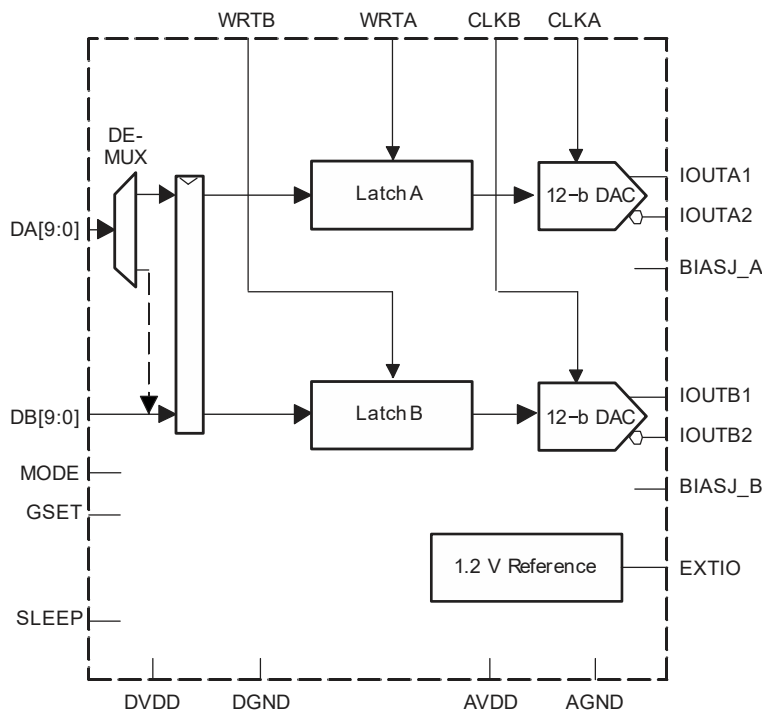 WRTB WRTA CLKB CLKA
DE-
MUX
Latch A
12-b DAC
IOUTA1
IOUTA2
DA[9:0]
BIASJ_A
IOUTB1
DB[9:0]
Latch B
12-b DAC
IOUTB2
MODE
BIASJ_B
GSET
1.2 V Reference
EXTIO
SLEEP
DVDD DGND AVDD AGND